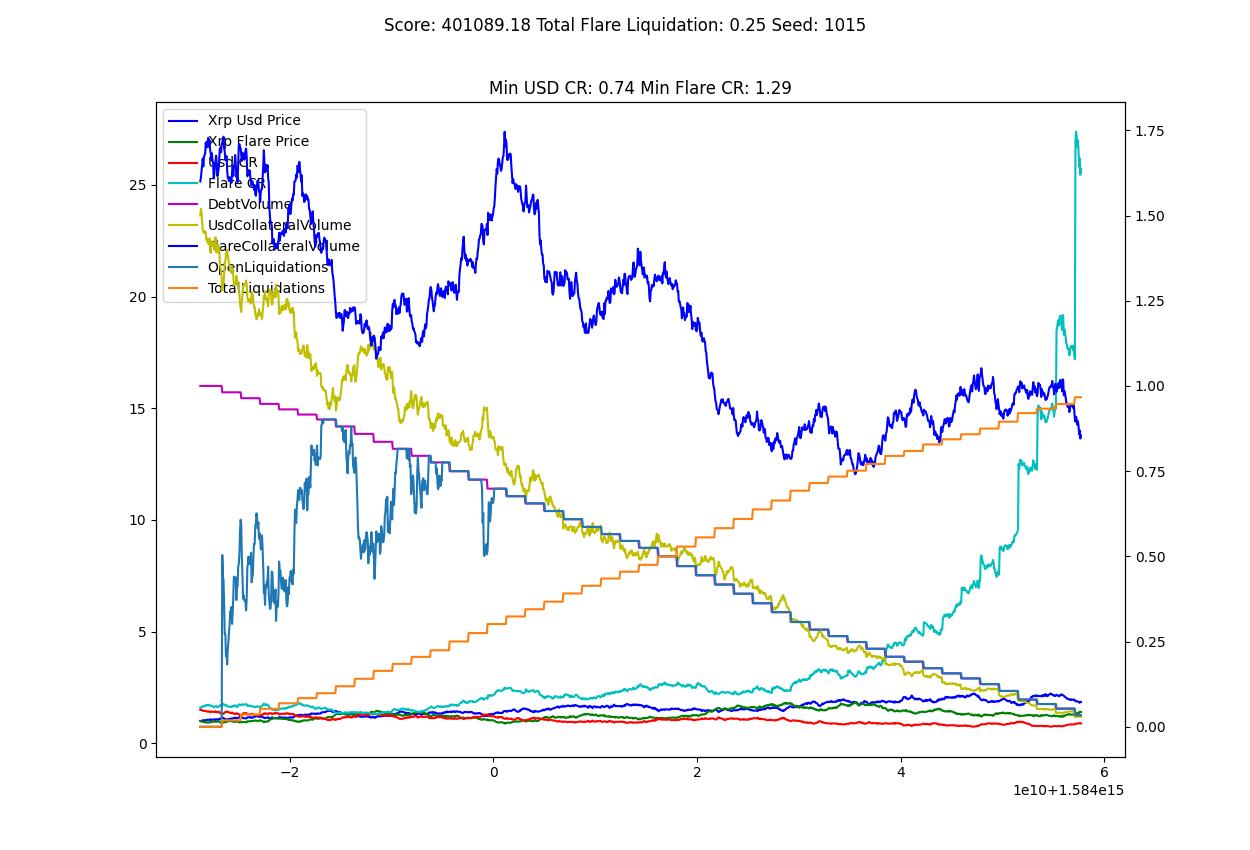 Score: 401089.18 Total Flare Liquidation: 0.25 Seed: 1015
Min USD CR: 0.74 Min Flare CR: 1.29
Xrp Usd Price
Xrp Flare Price
Usd CR
Flare CR
DebtVolume
UsdCollateralVolume
FlareCollateralVolume
OpenLiquidations
TotalLiquidations
25
20
15
10
5
0
1.75
1.50
1.25
1.00
0.75
0.50
0.25
0.00
−2 0 2 4 6
1e10+1.584e15